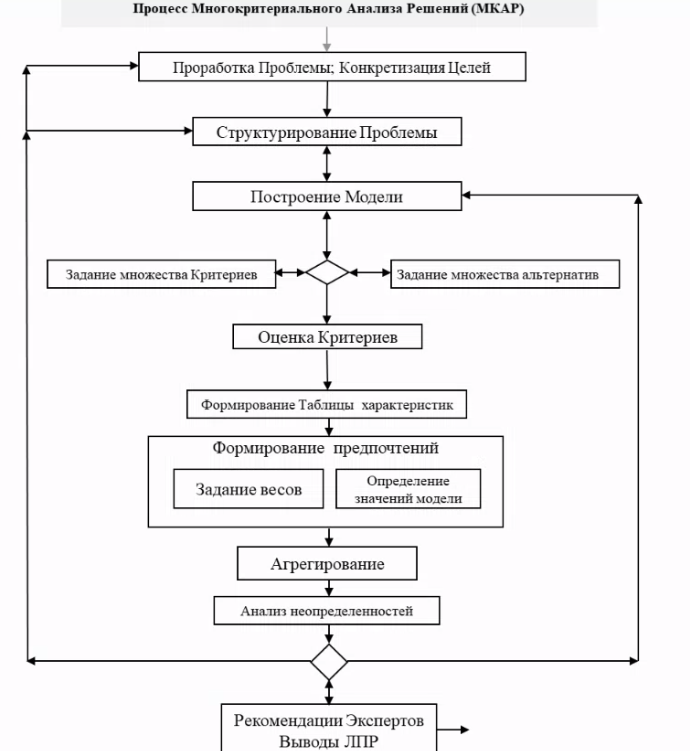 Процесс Многокритериального Анализа Решений (МКАР)
Проработка Проблемы; Конкретизация Целей
Структурирование Проблемы
Построение Модели
Задание множества Критериев
Задание множества альтернатив
Оценка Критериев
Формирование Таблицы характеристик
Формирование предпочтений
Задание весов
Определение
значений модели
Агрегирование
Анализ неопределенностей
Рекомендации Экспертов
Выводы ЛПР